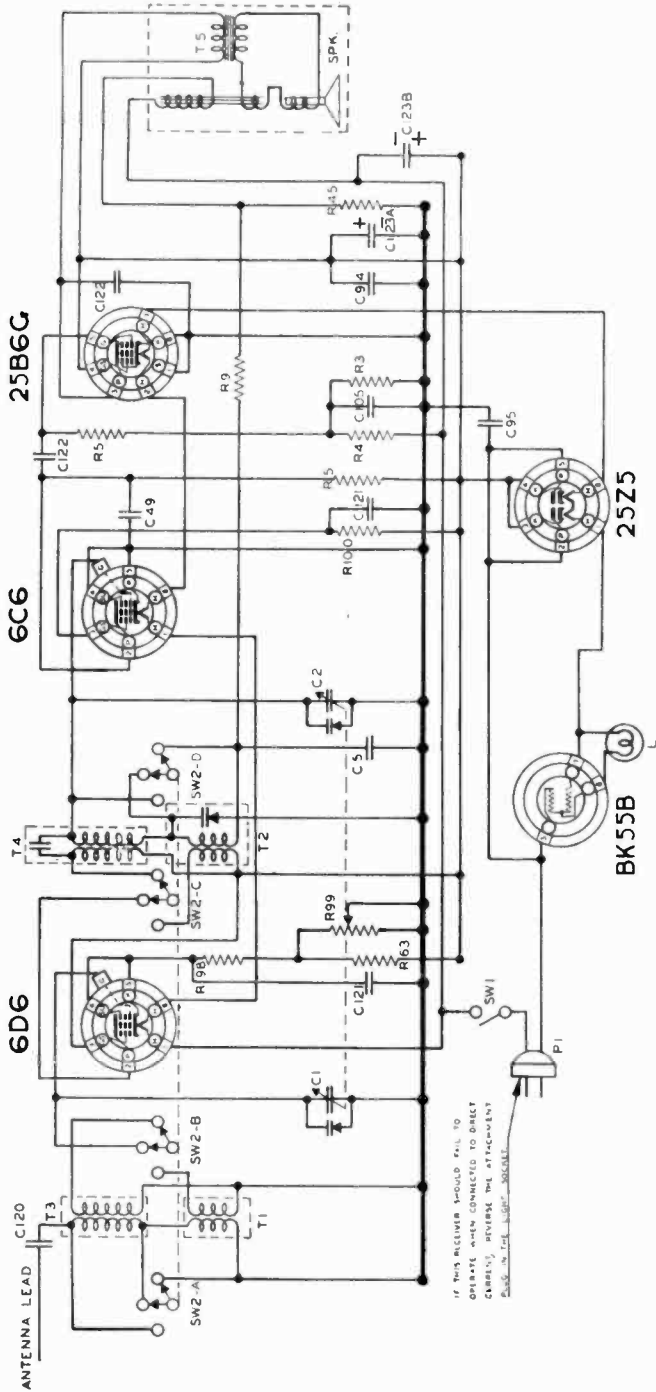 ANTENNA LEAD
C120
T3
T1
SW2-A
SW2-B
C1
6D6
R98
C121
R99
R163
SW2-C
T4
T2
SW2-D
C5
C2
6C6
C49
R100
C121
R5
R4
C105
R3
C122
R5
R9
25B6G
C122
C94
C123A
R45
C123B
T5
SPK.
IF THIS RECEIVER SHOULD FAIL TO
OPERATE WHEN CONNECTED TO DIRECT
CURRENT, REVERSE THE ATTACHMENT
PLUG IN THE LIGHT SOCKET.
P1
SW1
BK55B
L
25Z5
C95